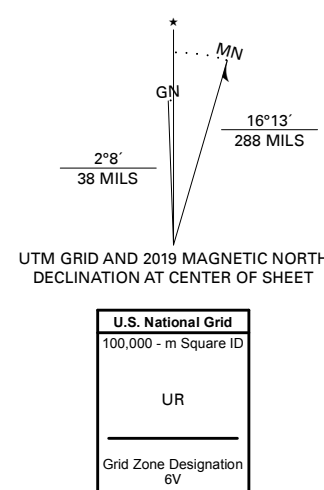 ★
MN
GN
16°13´
288 MILS
2°8´
38 MILS
UTM GRID AND 2019 MAGNETIC NORTH
DECLINATION AT CENTER OF SHEET
U.S. National Grid
100,000 - m Square ID
UR
Grid Zone Designation
6V